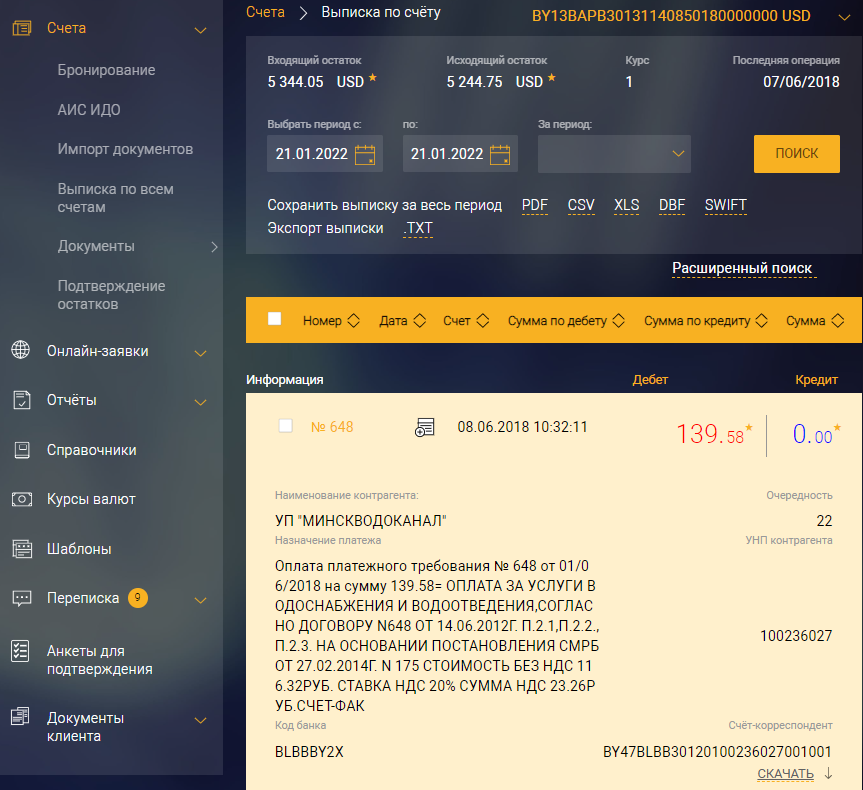 Счета
Бронирование
АИС ИДО
Импорт документов
Выписка по всем
счетам
Документы
Подтверждение
остатков
Онлайн-заявки
Отчёты
Справочники
Курсы валют
Шаблоны
Переписка 9
Анкеты для
подтверждения
Документы
клиента
Счета > Выписка по счёту BY13BAPB30131140850180000000 USD
Входящий остаток Исходящий остаток Курс Последняя операция
5 344.05 USD ★ 5 244.75 USD ★ 1 07/06/2018
Выбрать период с: по: За период:
21.01.2022 21.01.2022 ПОИСК
Сохранить выписку за весь период PDF CSV XLS DBF SWIFT
Экспорт выписки .TXT
Расширенный поиск
Номер Дата Счет Сумма по дебету Сумма по кредиту Сумма
Информация Дебет Кредит
№ 648 08.06.2018 10:32:11 139.58★ 0.00★
Наименование контрагента: Очередность
УП "МИНСКВОДОКАНАЛ" 22
Назначение платежа УНП контрагента
Оплата платежного требования № 648 от 01/0
6/2018 на сумму 139.58= ОПЛАТА ЗА УСЛУГИ В
ОДОСНАБЖЕНИЯ И ВОДООТВЕДЕНИЯ,СОГЛАС
НО ДОГОВОРУ N648 ОТ 14.06.2012Г. П.2.1,П.2.2.,
П.2.3. НА ОСНОВАНИИ ПОСТАНОВЛЕНИЯ СМРБ
ОТ 27.02.2014Г. N 175 СТОИМОСТЬ БЕЗ НДС 11
6.32РУБ. СТАВКА НДС 20% СУММА НДС 23.26Р
УБ.СЧЕТ-ФАК
100236027
Код банка Счёт-корреспондент
BLBBBY2X BY47BLBB30120100236027001001
СКАЧАТЬ ↓